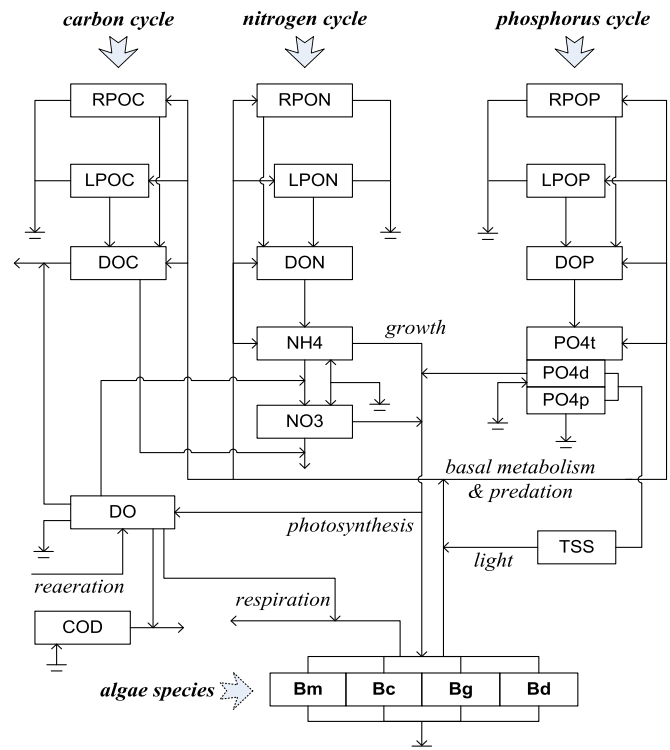 carbon cycle
nitrogen cycle
phosphorus cycle
RPOC
RPON
RPOP
LPOC
LPON
LPOP
DOC
DON
DOP
NH4
growth
PO4t
PO4d
PO4p
NO3
basal metabolism
& predation
DO
photosynthesis
TSS
light
reaeration
respiration
COD
algae species
Bm
Bc
Bg
Bd